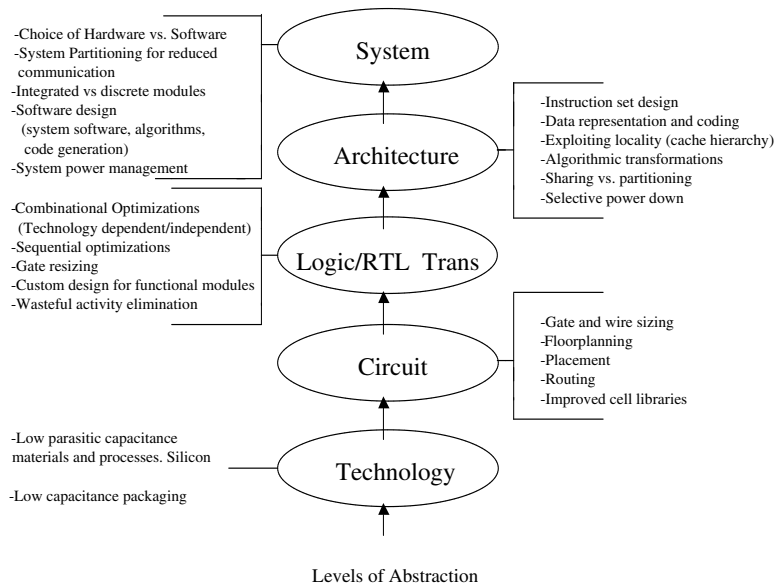 -Choice of Hardware vs. Software
-System Partitioning for reduced
communication
-Integrated vs discrete modules
-Software design
(system software, algorithms,
code generation)
-System power management
System
-Instruction set design
-Data representation and coding
-Exploiting locality (cache hierarchy)
-Algorithmic transformations
-Sharing vs. partitioning
-Selective power down
Architecture
-Combinational Optimizations
(Technology dependent/independent)
-Sequential optimizations
-Gate resizing
-Custom design for functional modules
-Wasteful activity elimination
Logic/RTL Trans
-Gate and wire sizing
-Floorplanning
-Placement
-Routing
-Improved cell libraries
Circuit
-Low parasitic capacitance
materials and processes. Silicon
-Low capacitance packaging
Technology
Levels of Abstraction